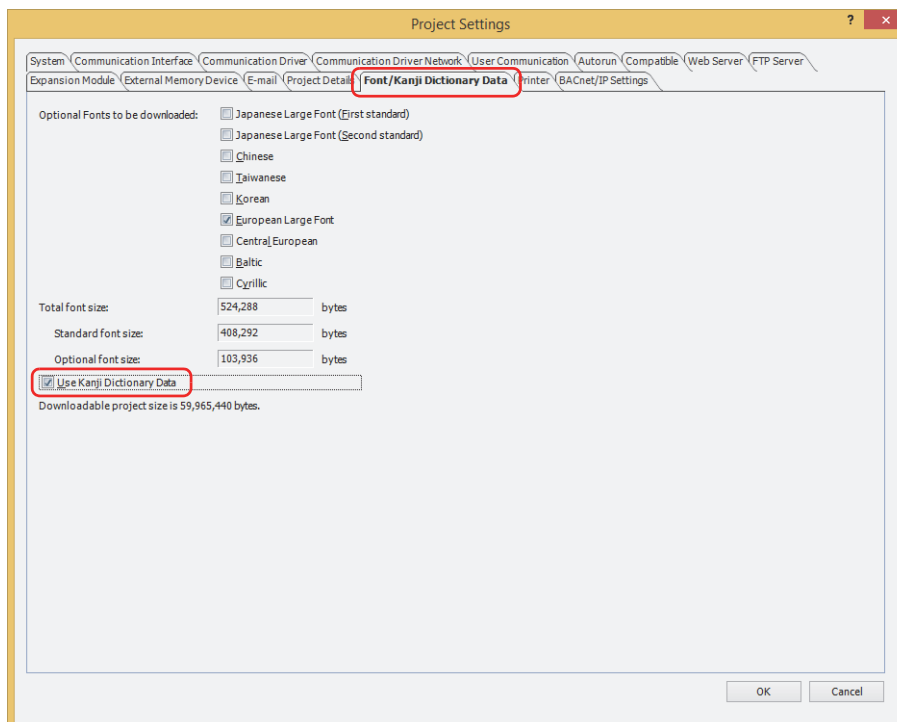 Project Settings
? ×
System Communication Interface Communication Driver Communication Driver Network User Communication Autorun Compatible Web Server FTP Server
Expansion Module External Memory Device E-mail Project Details Font/Kanji Dictionary Data Printer BACnet/IP Settings
Optional Fonts to be downloaded: Japanese Large Font (First standard)
Japanese Large Font (Second standard)
Chinese
Taiwanese
Korean
European Large Font
Central European
Baltic
Cyrillic
Total font size: 524,288 bytes
Standard font size: 408,292 bytes
Optional font size: 103,936 bytes
Use Kanji Dictionary Data
Downloadable project size is 59,965,440 bytes.
OK Cancel